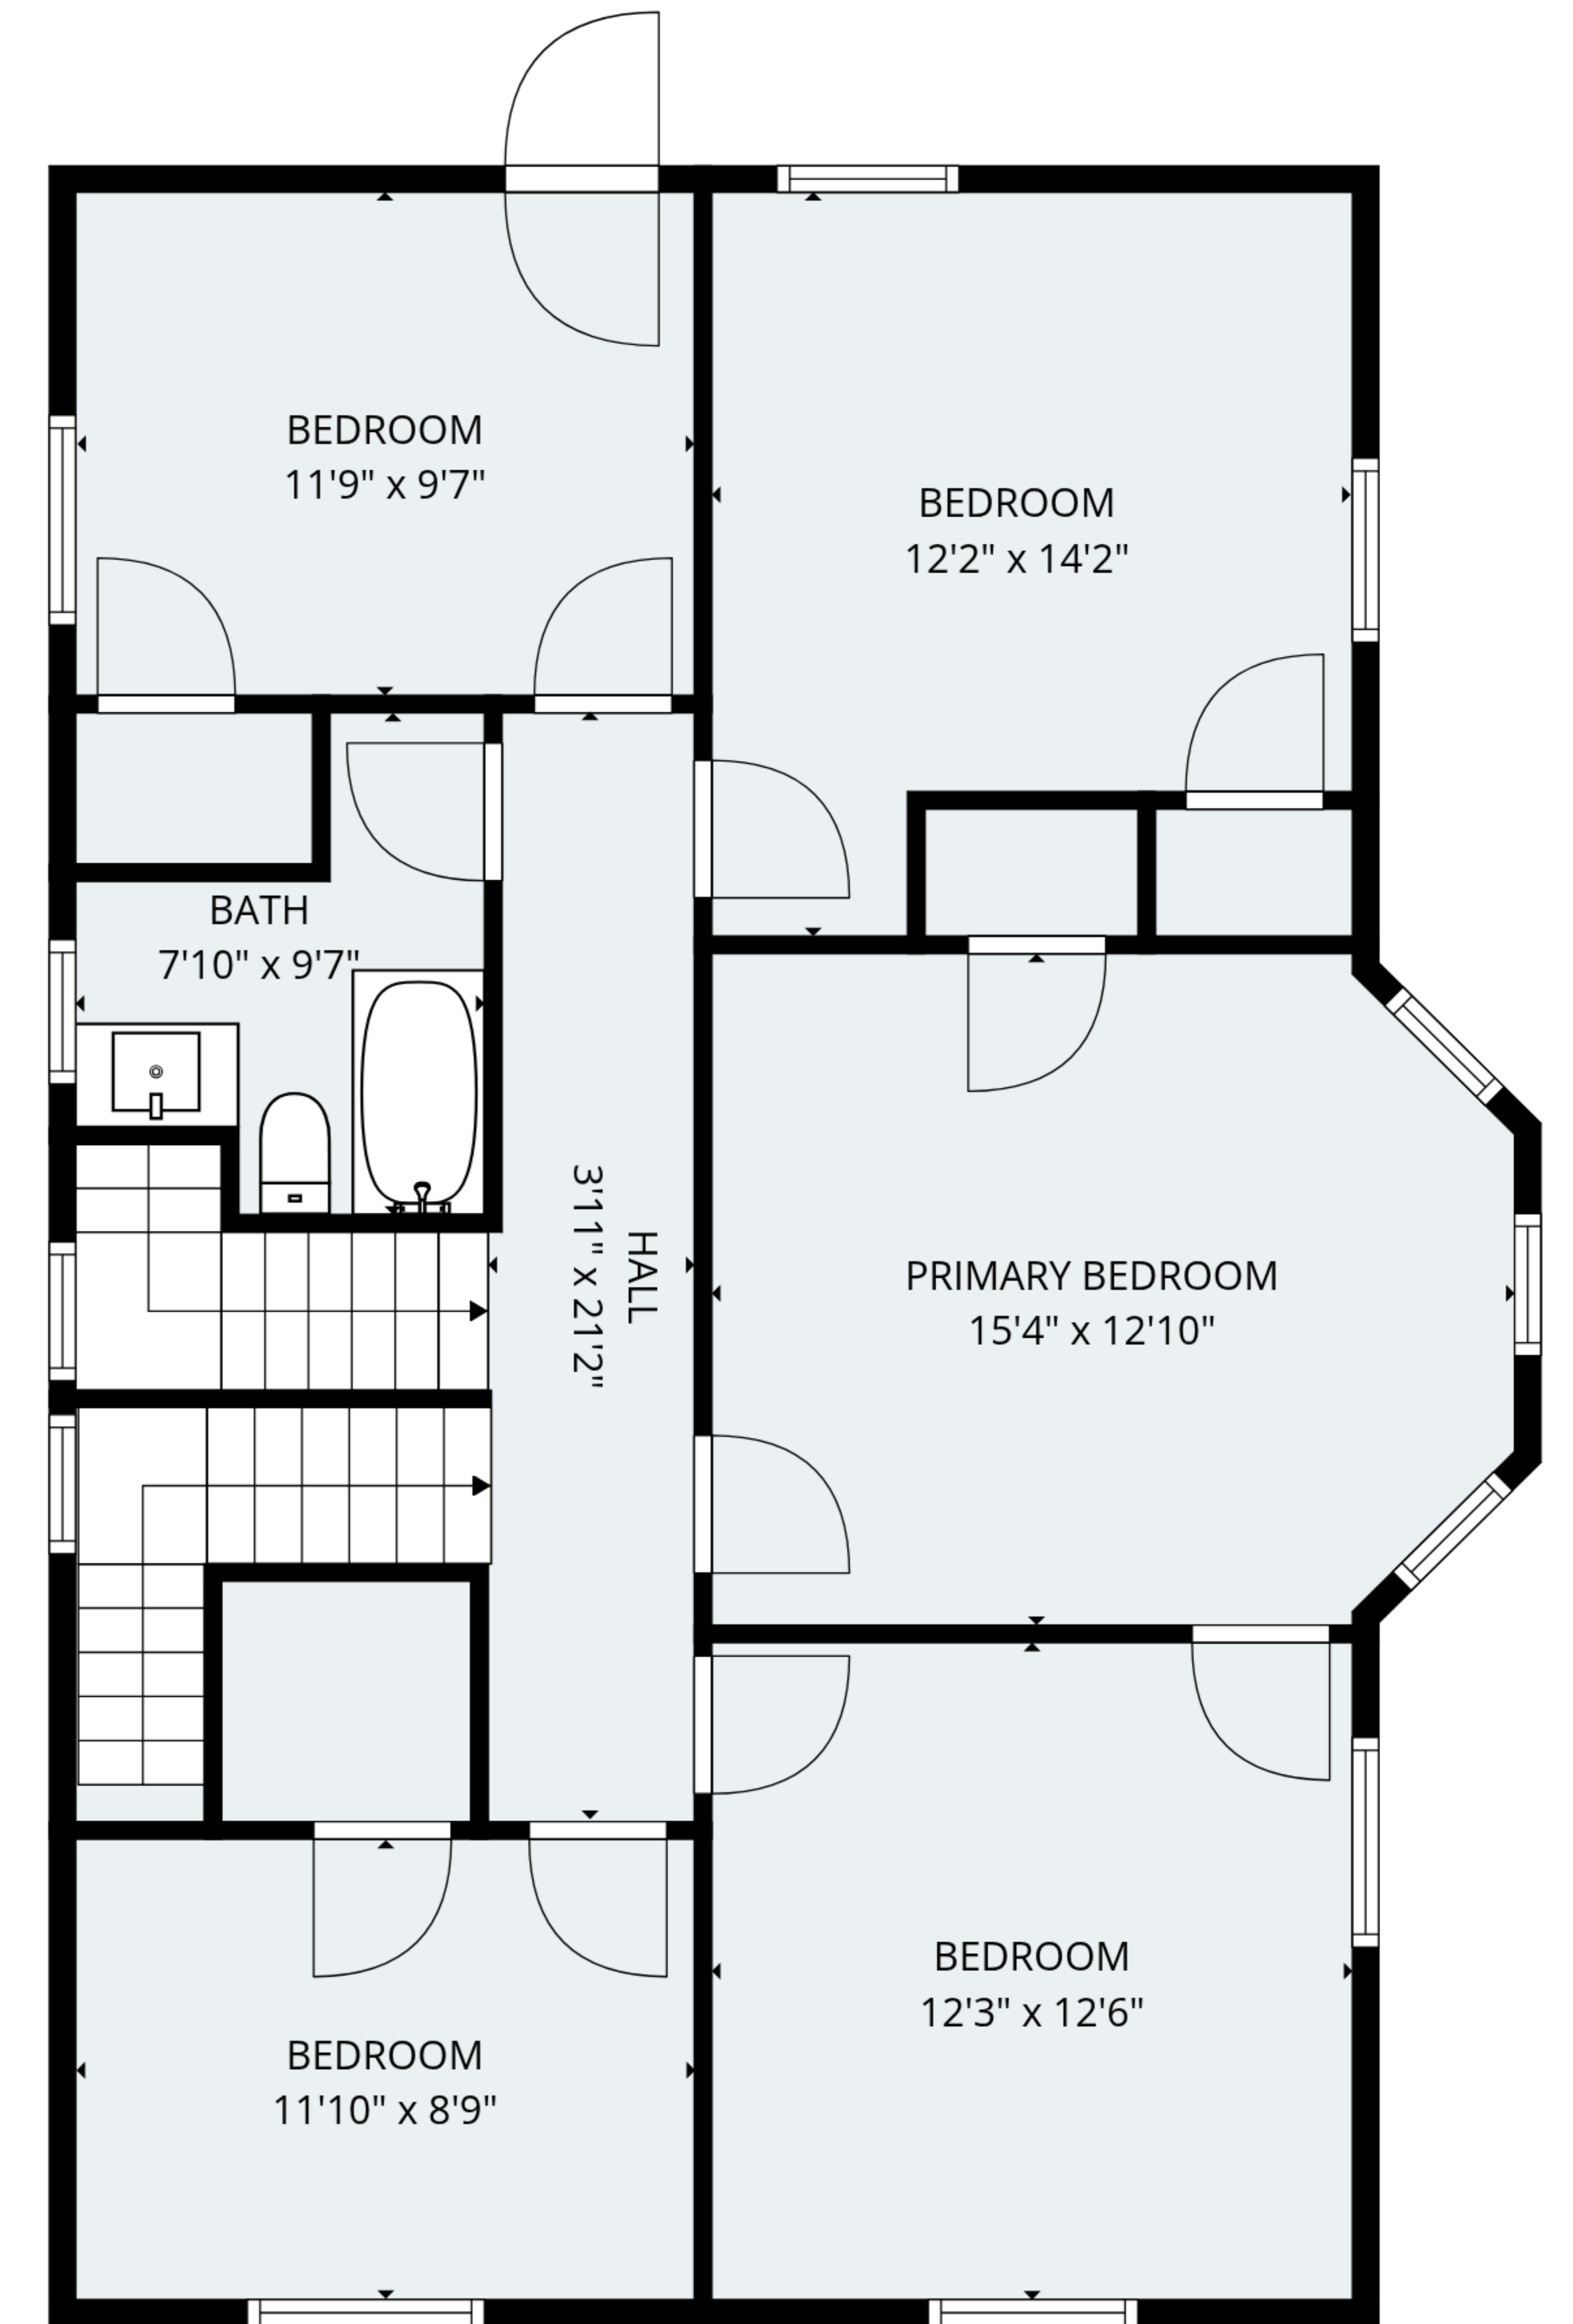 BEDROOM
11'9" x 9'7"
BEDROOM
12'2" x 14'2"
BATH
7'10" x 9'7"
HALL
3'11" x 21'2"
PRIMARY BEDROOM
15'4" x 12'10"
BEDROOM
12'3" x 12'6"
BEDROOM
11'10" x 8'9"